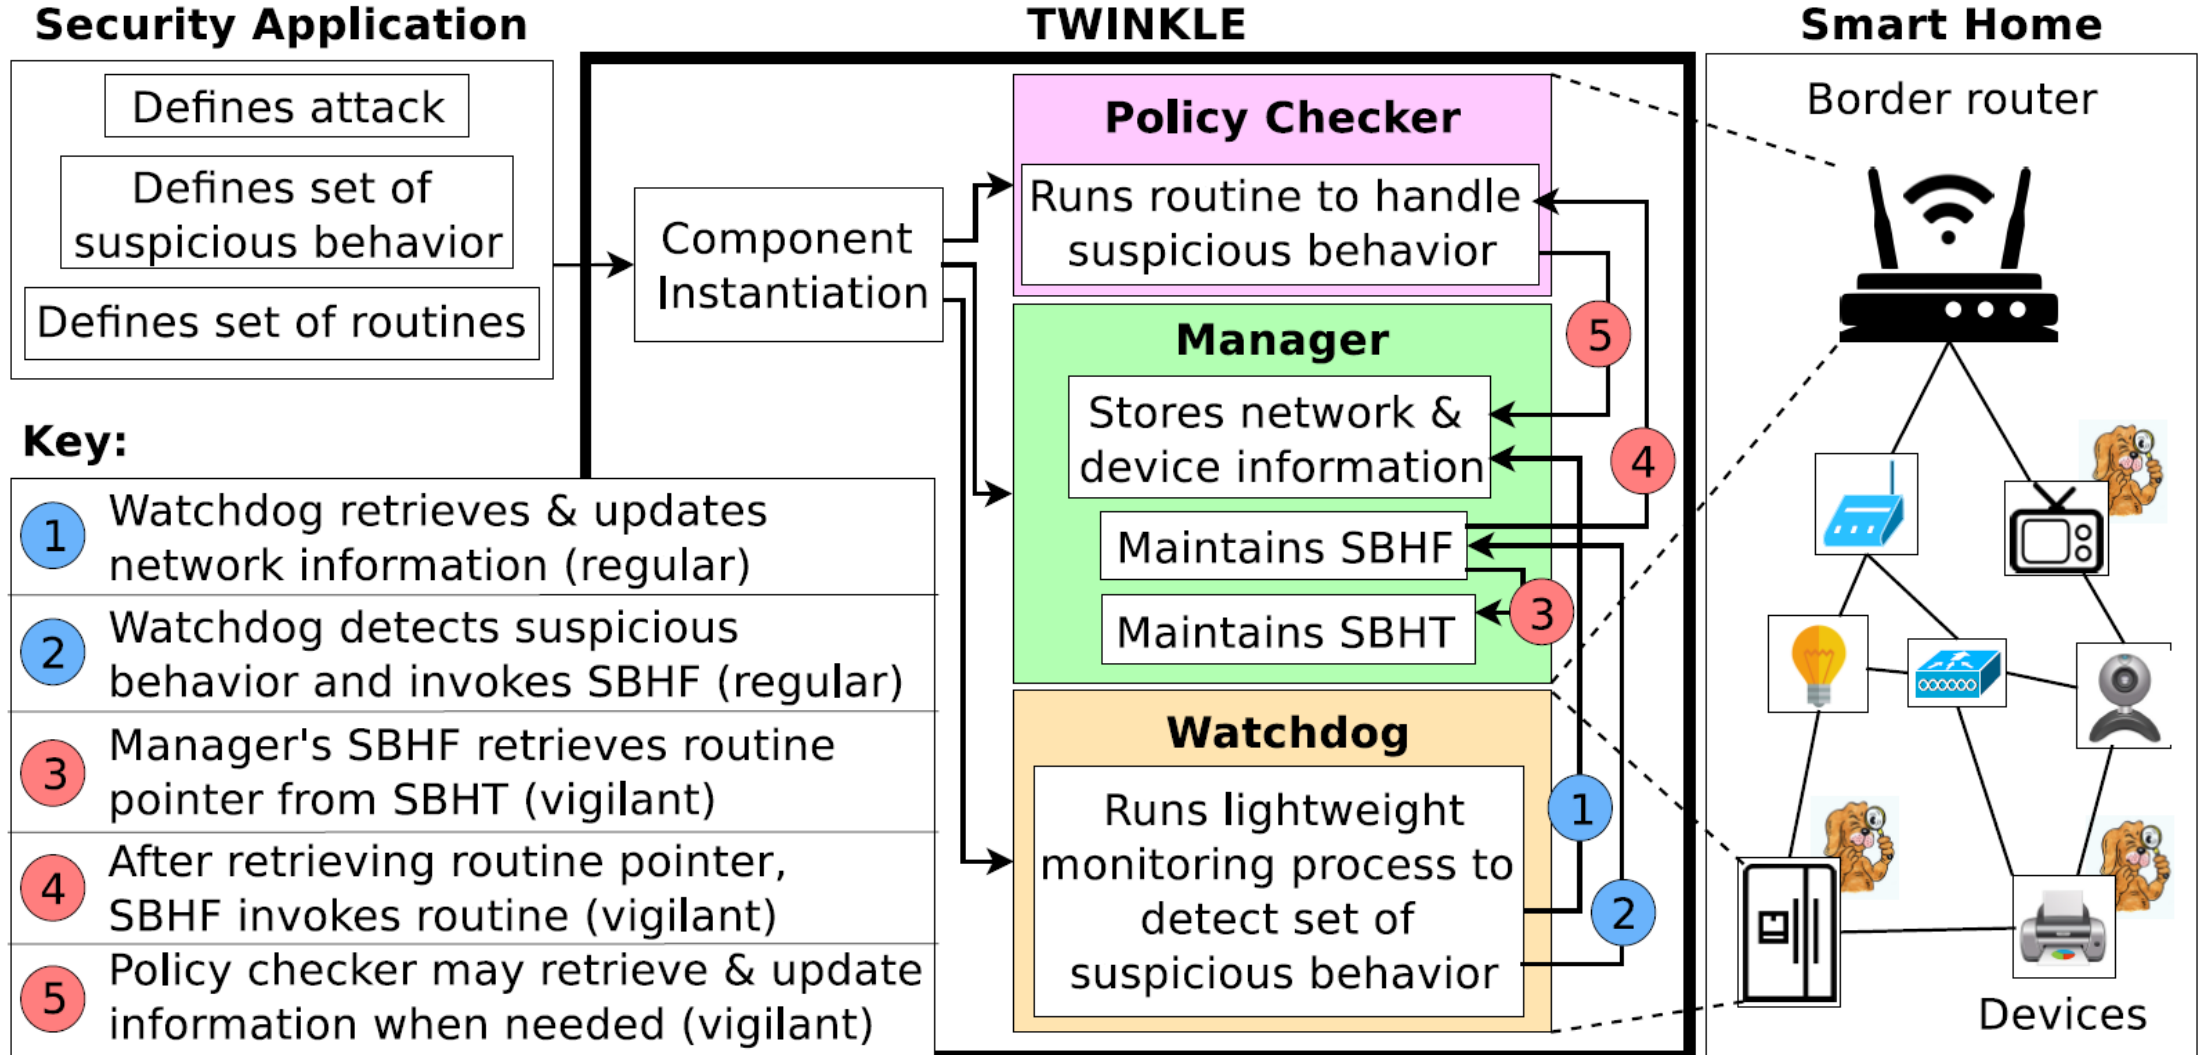 Security Application
Defines attack
Defines set of
suspicious behavior
Defines set of routines
Key:
1 Watchdog retrieves & updates
network information (regular)
2 Watchdog detects suspicious
behavior and invokes SBHF (regular)
3 Manager's SBHF retrieves routine
pointer from SBHT (vigilant)
4 After retrieving routine pointer,
SBHF invokes routine (vigilant)
5 Policy checker may retrieve & update
information when needed (vigilant)
TWINKLE
Component
Instantiation
Policy Checker
Runs routine to handle
suspicious behavior
Manager
Stores network &
device information
Maintains SBHF
Maintains SBHT
Watchdog
Runs lightweight
monitoring process to
detect set of
suspicious behavior
5
4
3
1
2
Smart Home
Border router
Devices